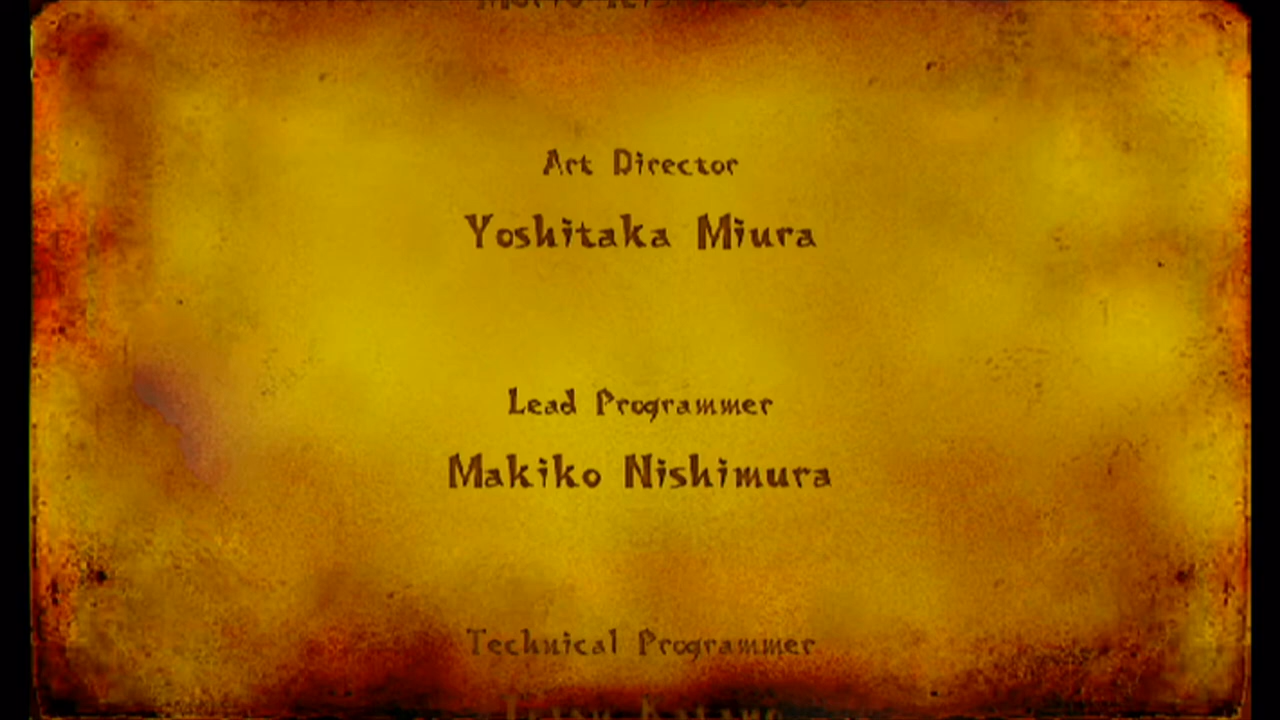 Art Director
Yoshitaka Miura
Lead Programmer
Makiko Nishimura
Technical Programmer